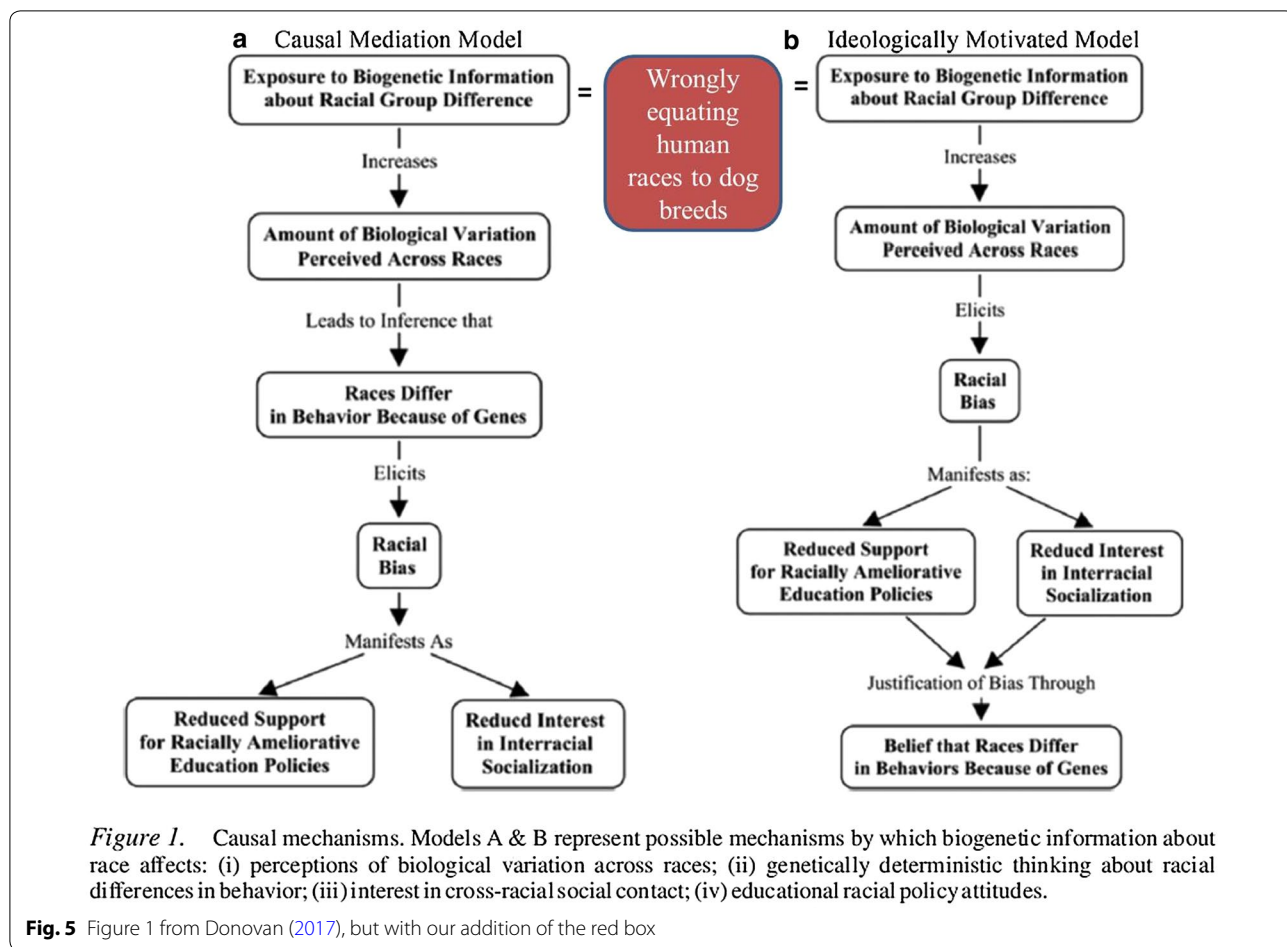 a Causal Mediation Model
Exposure to Biogenetic Information
about Racial Group Difference
Increases
Amount of Biological Variation
Perceived Across Races
Leads to Inference that
Races Differ
in Behavior Because of Genes
Elicits
Racial
Bias
Manifests As
Reduced Support
for Racially Ameliorative
Education Policies
Reducd Interest
in Interracial
Socialization
=
Wrongly
equating
human
races to dog
breeds
=
b Ideologically Motivated Model
Exposure to Biogenetic Information
about Racial Group Difference
Increases
Amount of Biological Variation
Perceived Across Races
Elicits
Racial
Bias
Manifests as:
Reduced Support
for Racially Ameliorative
Education Policies
Reducd Interest
in Interracial
Socialization
Justification of Bias Through
Belief that Races Differ
in Behaviors Because of Genes
Figure 1. Causal mechanisms. Models A & B represent possible mechanisms by which biogenetic information about
race affects: (i) perceptions of biological variation across races; (ii) genetically deterministic thinking about racial
differences in behavior; (iii) interest in cross-racial social contact; (iv) educational racial policy attitudes.
Fig. 5 Figure 1 from Donovan (2017), but with our addition of the red box